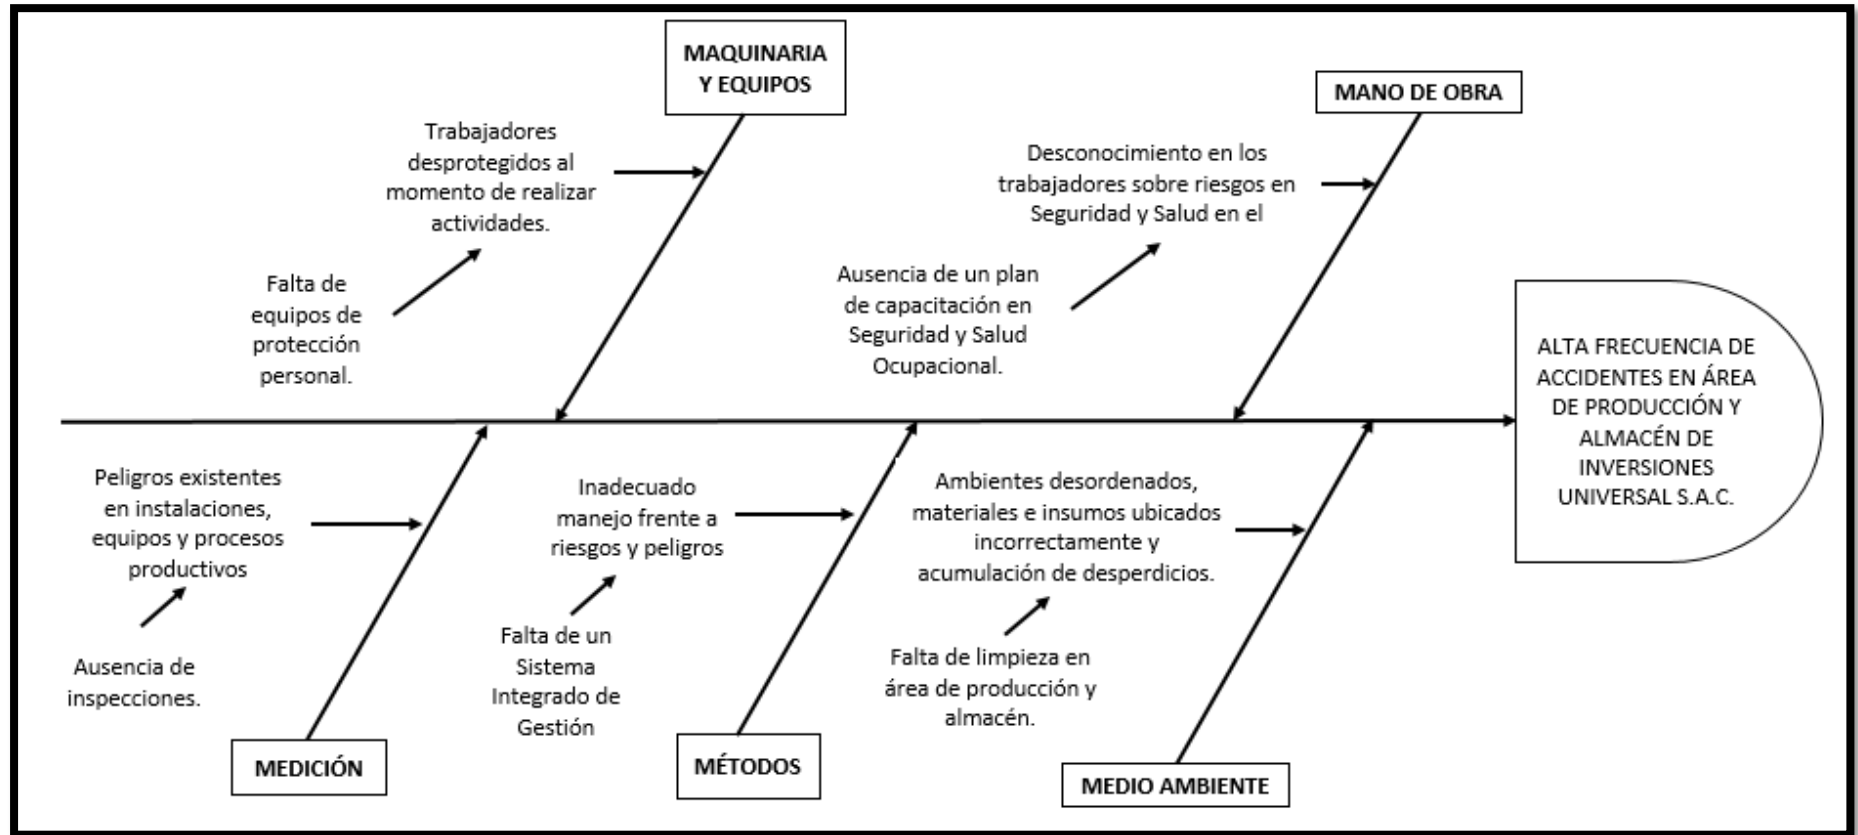 MAQUINARIA
Y EQUIPOS
MANO DE OBRA
Trabajadores
desprotegidos al
momento de realizar
actividades.
Falta de
equipos de
protección
personal.
Desconocimiento en los
trabajadores sobre riesgos en
Seguridad y Salud en el
Ausencia de un plan
de capacitación en
Seguridad y Salud
Ocupacional.
ALTA FRECUENCIA DE
ACCIDENTES EN ÁREA
DE PRODUCCIÓN Y
ALMACÉN DE
INVERSIONES
UNIVERSAL S.A.C.
Peligros existentes
en instalaciones,
equipos y procesos
productivos
Ausencia de
inspecciones.
MEDICIÓN
Inadecuado
manejo frente a
riesgos y peligros
Falta de un
Sistema
Integrado de
Gestión
MÉTODOS
Ambientes desordenados,
materiales e insumos ubicados
incorrectamente y
acumulación de desperdicios.
Falta de limpieza en
área de producción y
almacén.
MEDIO AMBIENTE